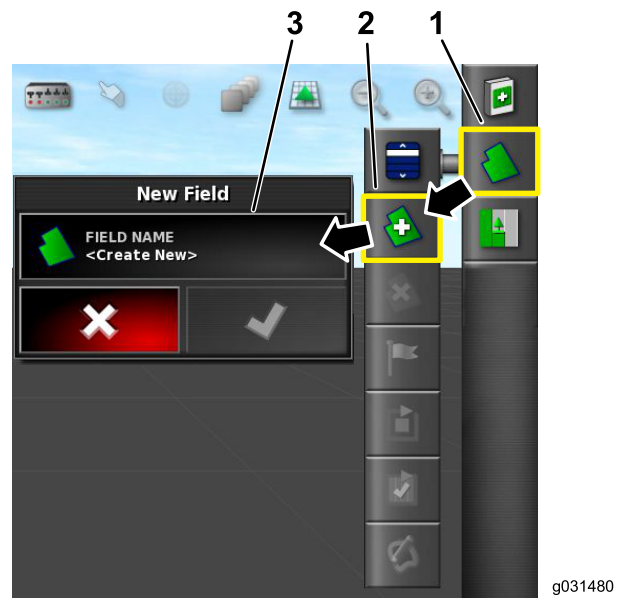 3 2 1
New Field
FIELD NAME
<Create New>
g031480